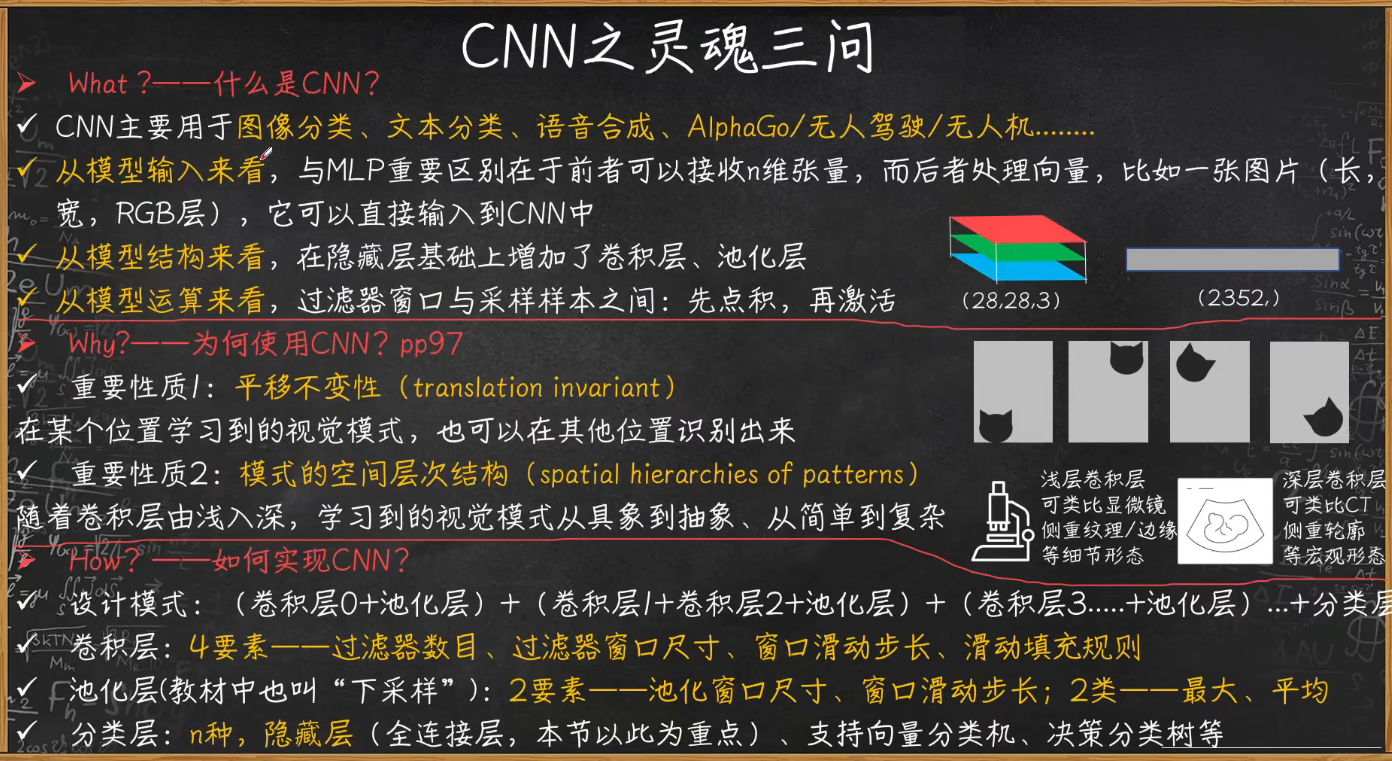 CNN之灵魂三问
What？——什么是CNN？
CNN主要用于图像分类、文本分类、语音合成、AlphaGo/无人驾驶/无人机........
从模型输入来看，与MLP重要区别在于前者可以接收n维张量，而后者处理向量，比如一张图片（长，
宽，RGB层），它可以直接输入到CNN中
从模型结构来看，在隐藏层基础上增加了卷积层、池化层
从模型运算来看，过滤器窗口与采样样本之间：先点积，再激活
（28,28,3）
（2352,）
Why?——为何使用CNN？pp97
重要性质1：平移不变性（translation invariant）
在某个位置学习到的视觉模式，也可以在其他位置识别出来
重要性质2：模式的空间层次结构（spatial hierarchies of patterns）
随着卷积层由浅入深，学习到的视觉模式从具象到抽象、从简单到复杂
浅层卷积层
可类比显微镜
侧重纹理/边缘
等细节形态
深层卷积层
可类比CT
侧重轮廓
等宏观形态
How？——如何实现CNN？
设计模式：（卷积层0+池化层）+（卷积层1+卷积层2+池化层）+（卷积层3.....+池化层）...+分类层
卷积层：4要素——过滤器数目、过滤器窗口尺寸、窗口滑动步长、滑动填充规则
池化层(教材中也叫“下采样”)：2要素——池化窗口尺寸、窗口滑动步长；2类——最大、平均
分类层：n种，隐藏层（全连接层，本节以此为重点）、支持向量分类机、决策分类树等